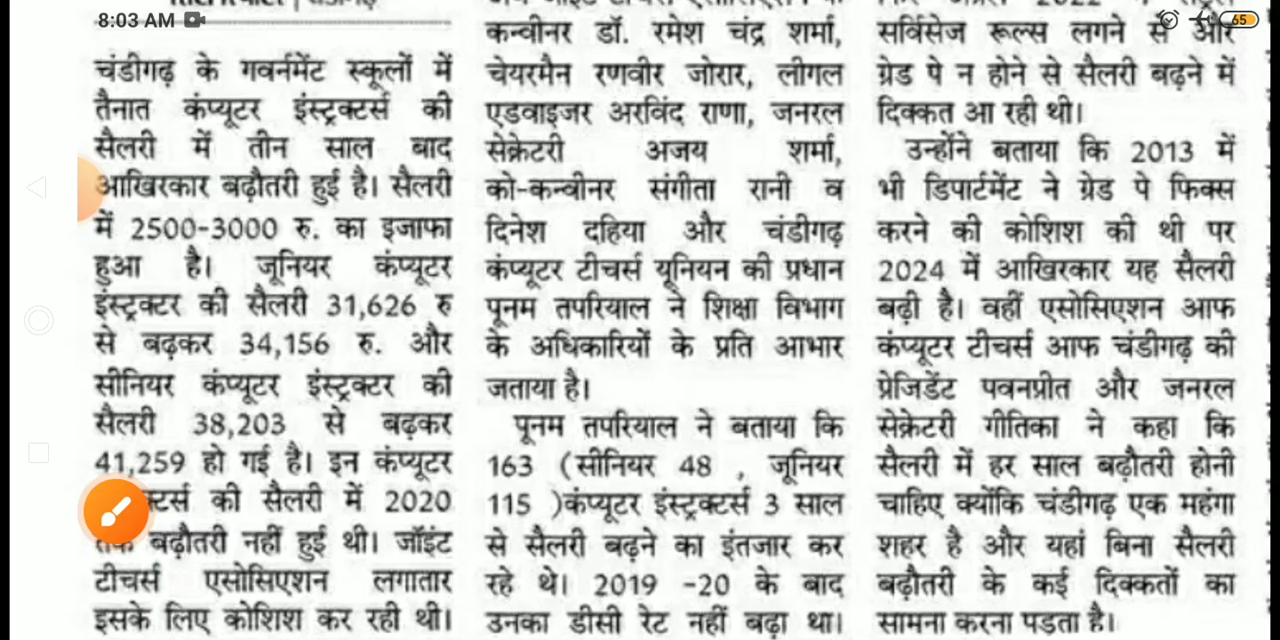 8:03 AM
65
चंडीगढ़ के गवर्नमेंट स्कूलों में
तैनात कंप्यूटर इंस्ट्रक्टर्स की
सैलरी में तीन साल बाद
आखिरकार बढ़ौतरी हुई है। सैलरी
में 2500-3000 रु. का इजाफा
हुआ है। जूनियर कंप्यूटर
इंस्ट्रक्टर की सैलरी 31,626 रु
से बढ़कर 34,156 रु. और
सीनियर कंप्यूटर इंस्ट्रक्टर की
सैलरी 38,203 से बढ़कर
41,259 हो गई है। इन कंप्यूटर
की सैलरी में 2020
तक बढ़ौतरी नहीं हुई थी। जॉइंट
टीचर्स एसोसिएशन लगातार
इसके लिए कोशिश कर रही थी।
कन्वीनर डॉ. रमेश चंद्र शर्मा,
चेयरमैन रणवीर जोरार, लीगल
एडवाइजर अरविंद राणा, जनरल
सेक्रेटरी अजय शर्मा,
को-कन्वीनर संगीता रानी व
दिनेश दहिया और चंडीगढ़
कंप्यूटर टीचर्स यूनियन की प्रधान
पूनम तपरियाल ने शिक्षा विभाग
के अधिकारियों के प्रति आभार
जताया है।
पूनम तपरियाल ने बताया कि
163 (सीनियर 48 , जूनियर
115 )कंप्यूटर इंस्ट्रक्टर्स 3 साल
से सैलरी बढ़ने का इंतजार कर
रहे थे। 2019 -20 के बाद
उनका डीसी रेट नहीं बढ़ा था।
सर्विसेज रूल्स लगने से और
ग्रेड पे न होने से सैलरी बढ़ने में
दिक्कत आ रही थी।
उन्होंने बताया कि 2013 में
भी डिपार्टमेंट ने ग्रेड पे फिक्स
करने की कोशिश की थी पर
2024 में आखिरकार यह सैलरी
बढ़ी है। वहीं एसोसिएशन आफ
कंप्यूटर टीचर्स आफ चंडीगढ़ की
प्रेजिडेंट पवनप्रीत और जनरल
सेक्रेटरी गीतिका ने कहा कि
सैलरी में हर साल बढ़ौतरी होनी
चाहिए क्योंकि चंडीगढ़ एक महंगा
शहर है और यहां बिना सैलरी
बढ़ौतरी के कई दिक्कतों का
सामना करना पड़ता है।